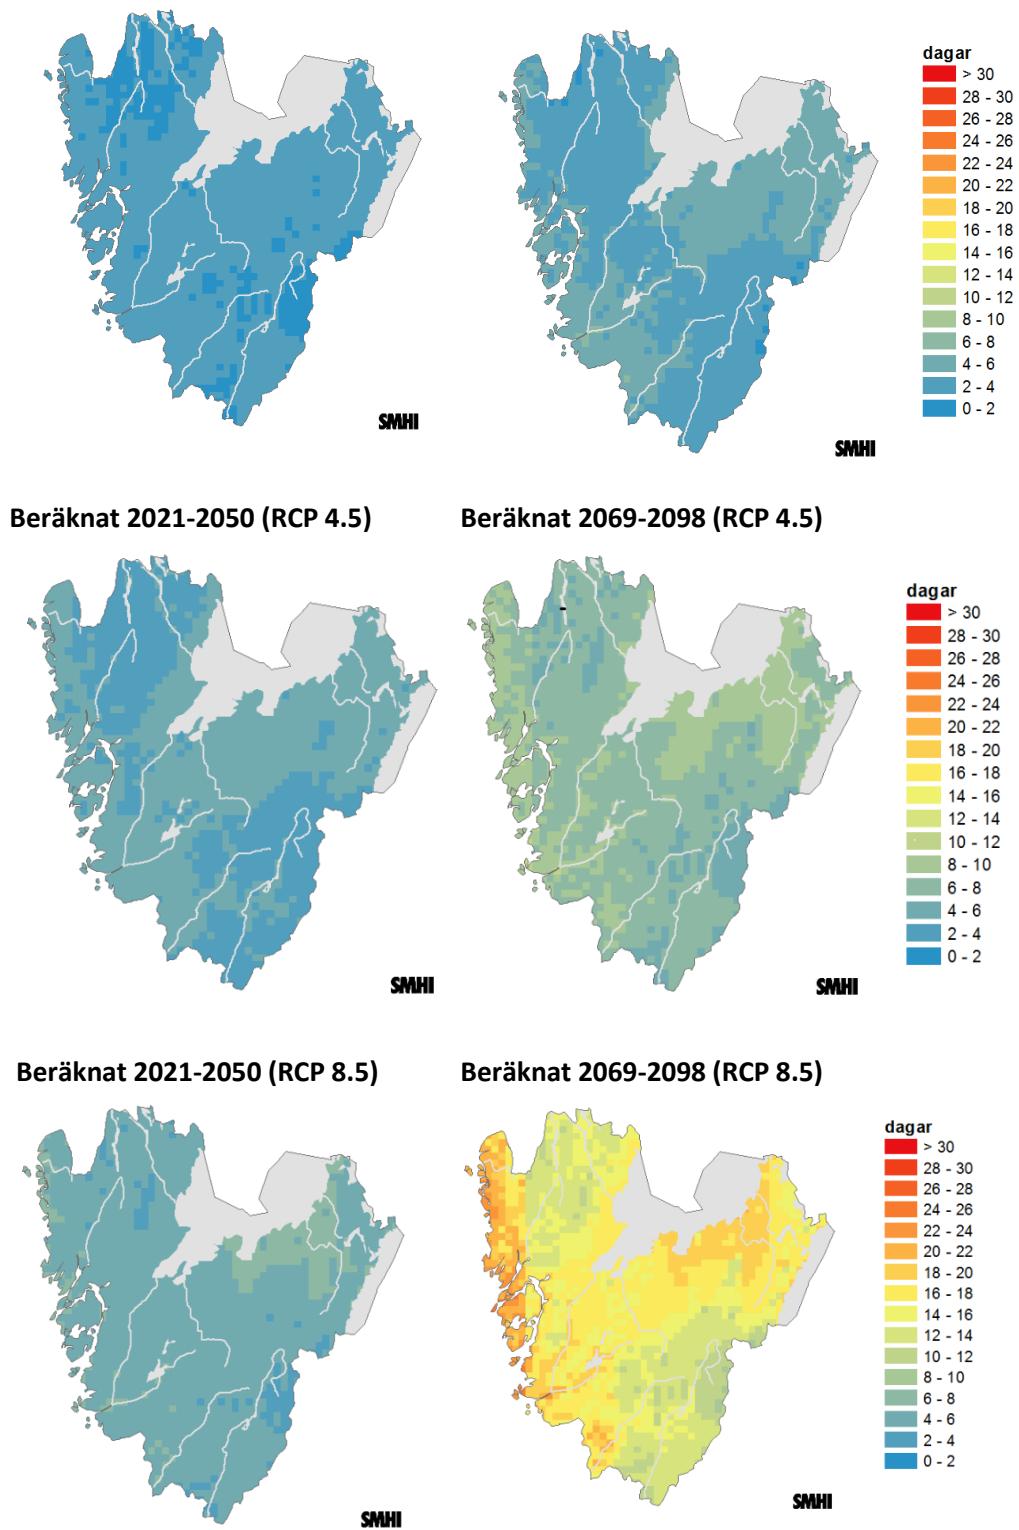 dagar
> 30
28 - 30
26 - 28
24 - 26
22 - 24
20 - 22
18 - 20
16 - 18
14 - 16
12 - 14
10 - 12
8 - 10
6 - 8
4 - 6
2 - 4
0 - 2
SMHI
SMHI
Beräknat 2021-2050 (RCP 4.5)
Beräknat 2069-2098 (RCP 4.5)
dagar
> 30
28 - 30
26 - 28
24 - 26
22 - 24
20 - 22
18 - 20
16 - 18
14 - 16
12 - 14
10 - 12
8 - 10
6 - 8
4 - 6
2 - 4
0 - 2
SMHI
SMHI
Beräknat 2021-2050 (RCP 8.5)
Beräknat 2069-2098 (RCP 8.5)
dagar
> 30
28 - 30
26 - 28
24 - 26
22 - 24
20 - 22
18 - 20
16 - 18
14 - 16
12 - 14
10 - 12
8 - 10
6 - 8
4 - 6
2 - 4
0 - 2
SMHI
SMHI